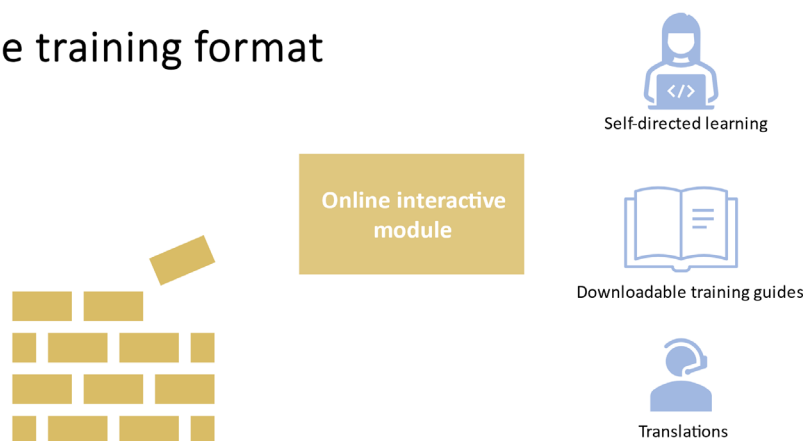 e training format
</>
Self-directed learning
Online interactive
module
Downloadable training guides
Translations